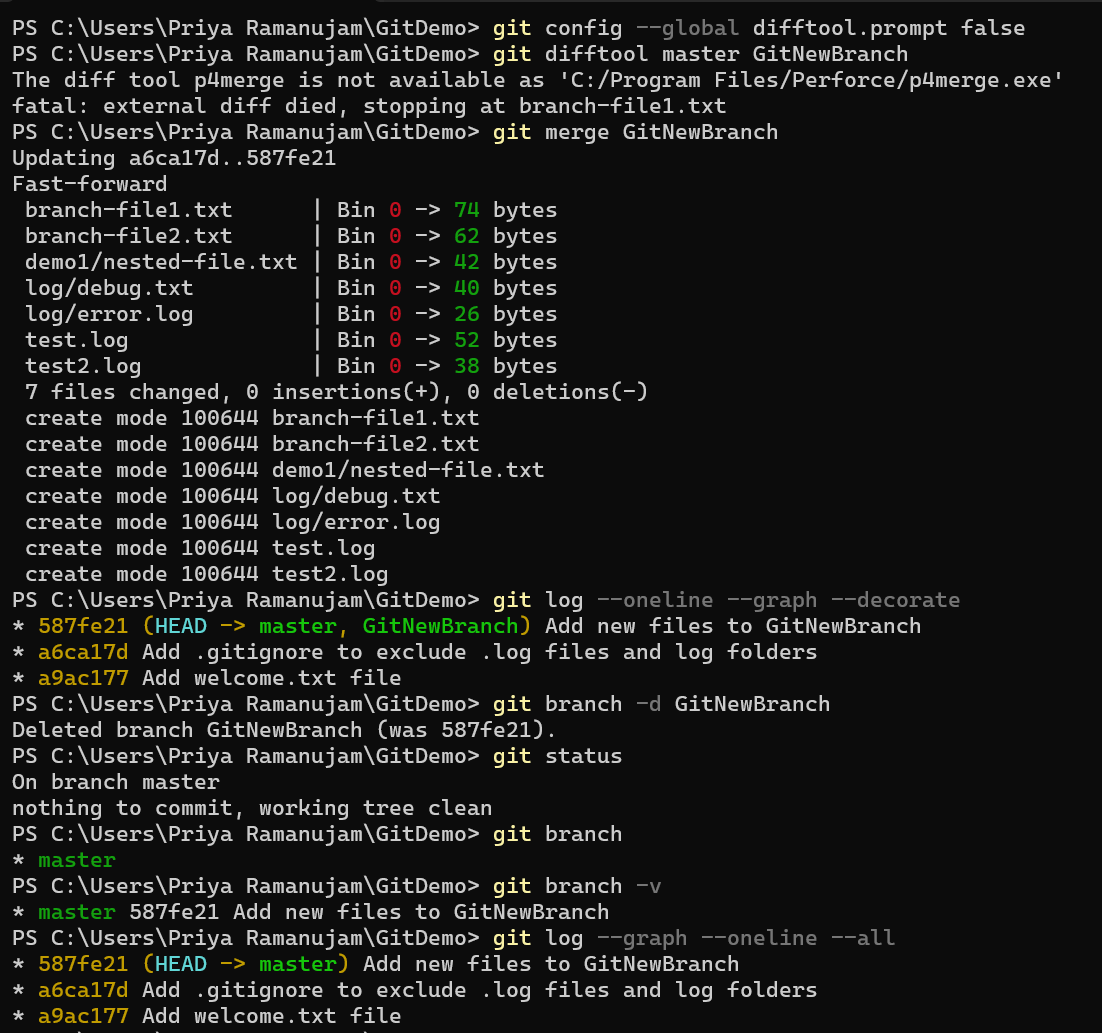 PS C:\Users\Priya Ramanujam\GitDemo> git config --global difftool.prompt false
PS C:\Users\Priya Ramanujam\GitDemo> git difftool master GitNewBranch
The diff tool p4merge is not available as 'C:/Program Files/Perforce/p4merge.exe'
fatal: external diff died, stopping at branch-file1.txt
PS C:\Users\Priya Ramanujam\GitDemo> git merge GitNewBranch
Updating a6ca17d..587fe21
Fast-forward
 branch-file1.txt      | Bin 0 -> 74 bytes
 branch-file2.txt      | Bin 0 -> 62 bytes
 demo1/nested-file.txt | Bin 0 -> 42 bytes
 log/debug.txt         | Bin 0 -> 40 bytes
 log/error.log         | Bin 0 -> 26 bytes
 test.log              | Bin 0 -> 52 bytes
 test2.log             | Bin 0 -> 38 bytes
 7 files changed, 0 insertions(+), 0 deletions(-)
 create mode 100644 branch-file1.txt
 create mode 100644 branch-file2.txt
 create mode 100644 demo1/nested-file.txt
 create mode 100644 log/debug.txt
 create mode 100644 log/error.log
 create mode 100644 test.log
 create mode 100644 test2.log
PS C:\Users\Priya Ramanujam\GitDemo> git log --oneline --graph --decorate
* 587fe21 (HEAD -> master, GitNewBranch) Add new files to GitNewBranch
* a6ca17d Add .gitignore to exclude .log files and log folders
* a9ac177 Add welcome.txt file
PS C:\Users\Priya Ramanujam\GitDemo> git branch -d GitNewBranch
Deleted branch GitNewBranch (was 587fe21).
PS C:\Users\Priya Ramanujam\GitDemo> git status
On branch master
nothing to commit, working tree clean
PS C:\Users\Priya Ramanujam\GitDemo> git branch
* master
PS C:\Users\Priya Ramanujam\GitDemo> git branch -v
* master 587fe21 Add new files to GitNewBranch
PS C:\Users\Priya Ramanujam\GitDemo> git log --graph --oneline --all
* 587fe21 (HEAD -> master) Add new files to GitNewBranch
* a6ca17d Add .gitignore to exclude .log files and log folders
* a9ac177 Add welcome.txt file